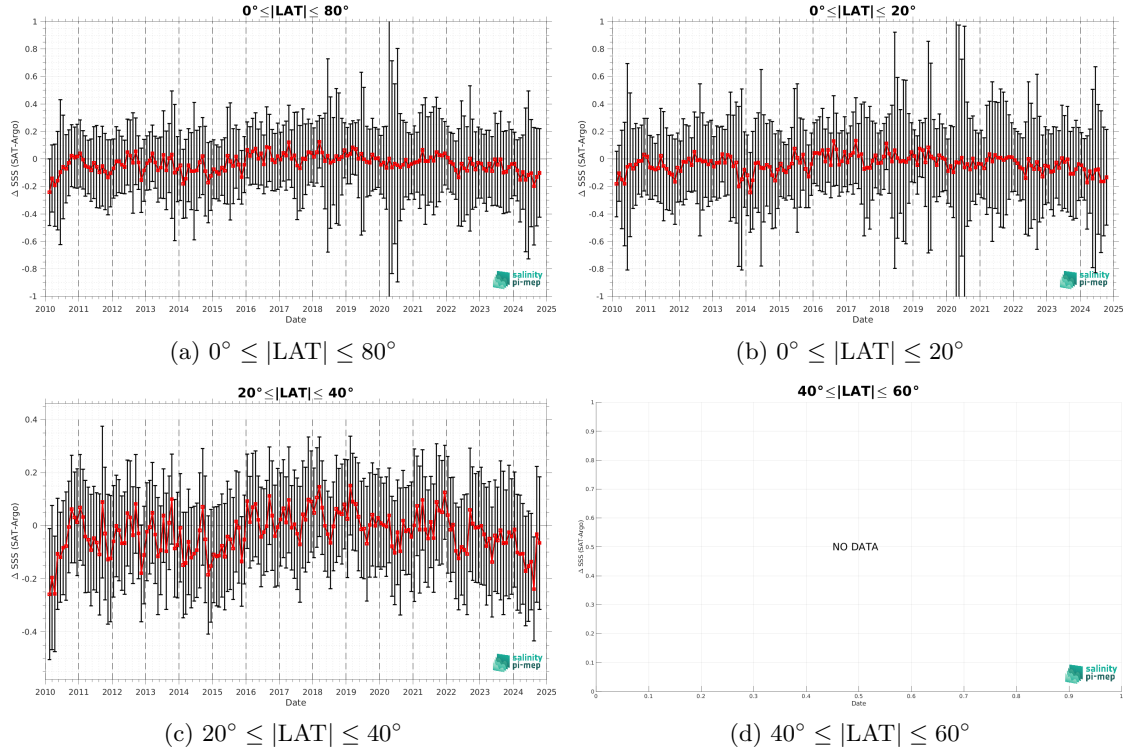 0°≤|LAT|≤ 80°
Δ SSS (SAT-Argo)
1
0.8
0.6
0.4
0.2
0
-0.2
-0.4
-0.6
-0.8
-1
2010 2011 2012 2013 2014 2015 2016 2017 2018 2019 2020 2021 2022 2023 2024 2025
Date
salinity
pi-mep
(a) 0° ≤ |LAT| ≤ 80°
0°≤|LAT|≤ 20°
Δ SSS (SAT-Argo)
1
0.8
0.6
0.4
0.2
0
-0.2
-0.4
-0.6
-0.8
-1
2010 2011 2012 2013 2014 2015 2016 2017 2018 2019 2020 2021 2022 2023 2024 2025
Date
salinity
pi-mep
(b) 0° ≤ |LAT| ≤ 20°
20°≤|LAT|≤ 40°
Δ SSS (SAT-Argo)
0.4
0.2
0
-0.2
-0.4
2010 2011 2012 2013 2014 2015 2016 2017 2018 2019 2020 2021 2022 2023 2024 2025
Date
salinity
pi-mep
(c) 20° ≤ |LAT| ≤ 40°
40°≤|LAT|≤ 60°
Δ SSS (SAT-Argo)
1
0.9
0.8
0.7
0.6
0.5
0.4
0.3
0.2
0.1
0
NO DATA
0 0.1 0.2 0.3 0.4 0.5 0.6 0.7 0.8 0.9 1
Date
salinity
pi-mep
(d) 40° ≤ |LAT| ≤ 60°